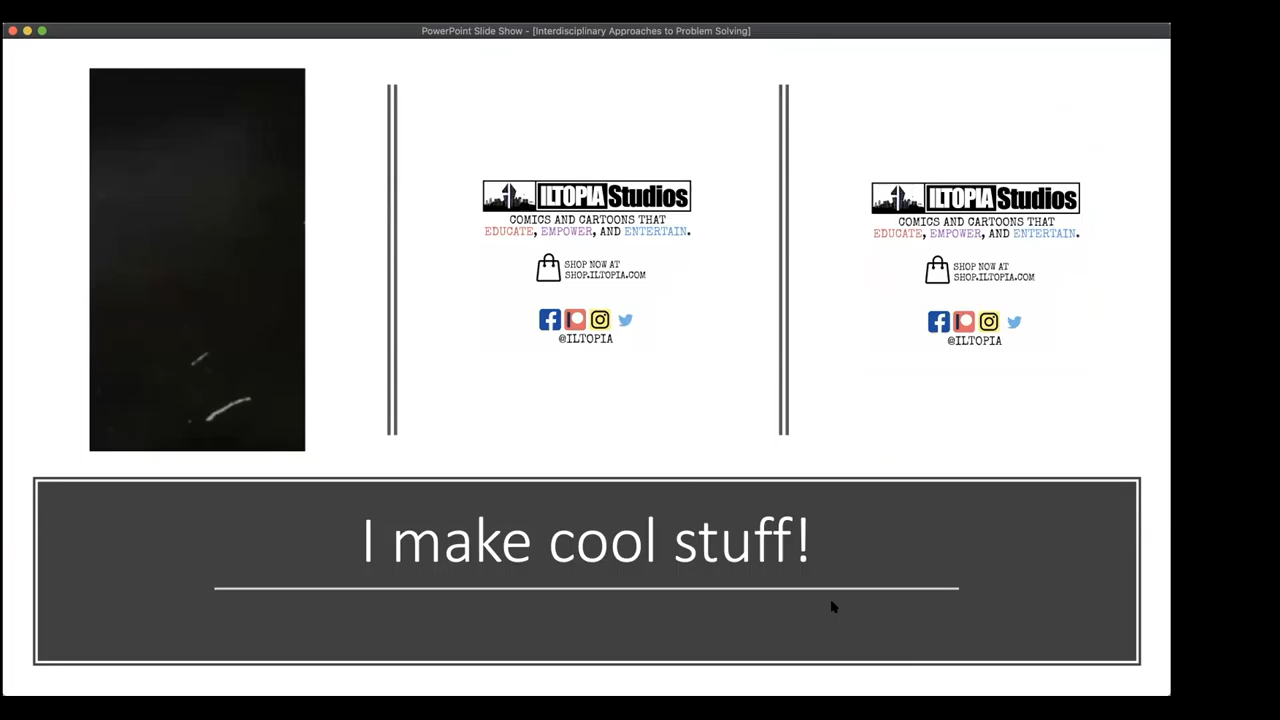 PowerPoint Slide Show - [Interdisciplinary Approaches to Problem Solving]
ILTOPIA Studios
COMICS AND CARTOONS THAT
EDUCATE, EMPOWER, AND ENTERTAIN.
SHOP NOW AT
SHOP.ILTOPIA.COM
@ILTOPIA
ILTOPIA Studios
COMICS AND CARTOONS THAT
EDUCATE, EMPOWER, AND ENTERTAIN.
SHOP NOW AT
SHOP.ILTOPIA.COM
@ILTOPIA
I make cool stuff!